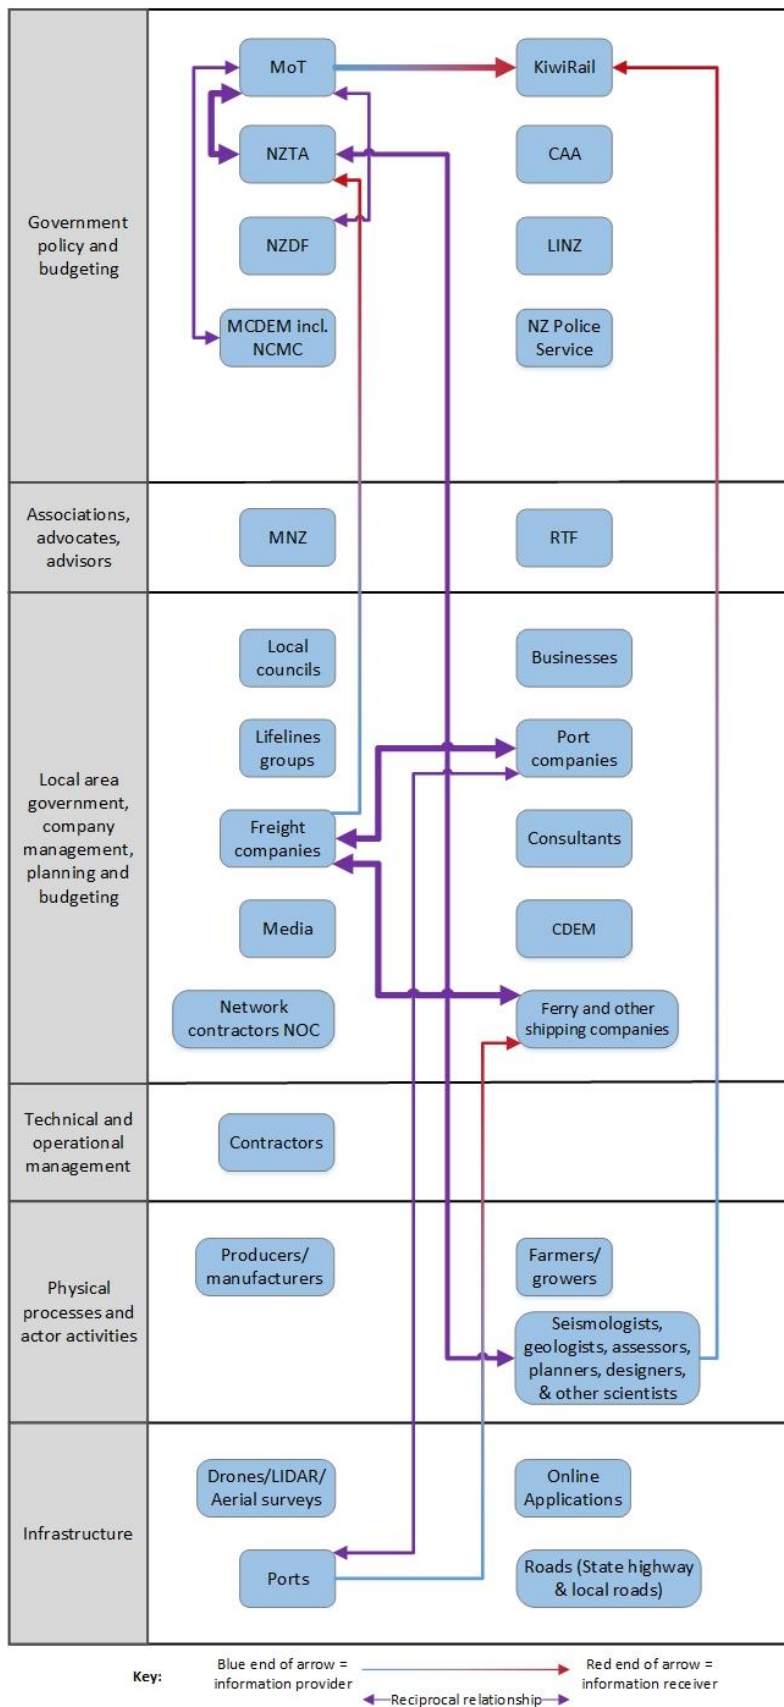 Government
policy and
budgeting
MoT
KiwiRail
NZTA
CAA
NZDF
LINZ
MCDEM incl.
NCMC
NZ Police
Service
Associations,
advocates,
advisors
MNZ
RTF
Local area
government,
company
management,
planning and
budgeting
Local
councils
Businesses
Lifelines
groups
Port
companies
Freight
companies
Consultants
Media
CDEM
Network
contractors NOC
Ferry and other
shipping companies
Technical and
operational
management
Contractors
Physical
processes and
actor activities
Producers/
manufacturers
Farmers/
growers
Seismologists,
geologists, assessors,
planners, designers,
& other scientists
Infrastructure
Drones/LIDAR/
Aerial surveys
Online
Applications
Ports
Roads (State highway
& local roads)
Key:
Blue end of arrow =
information provider
Red end of arrow =
information receiver
Reciprocal relationship